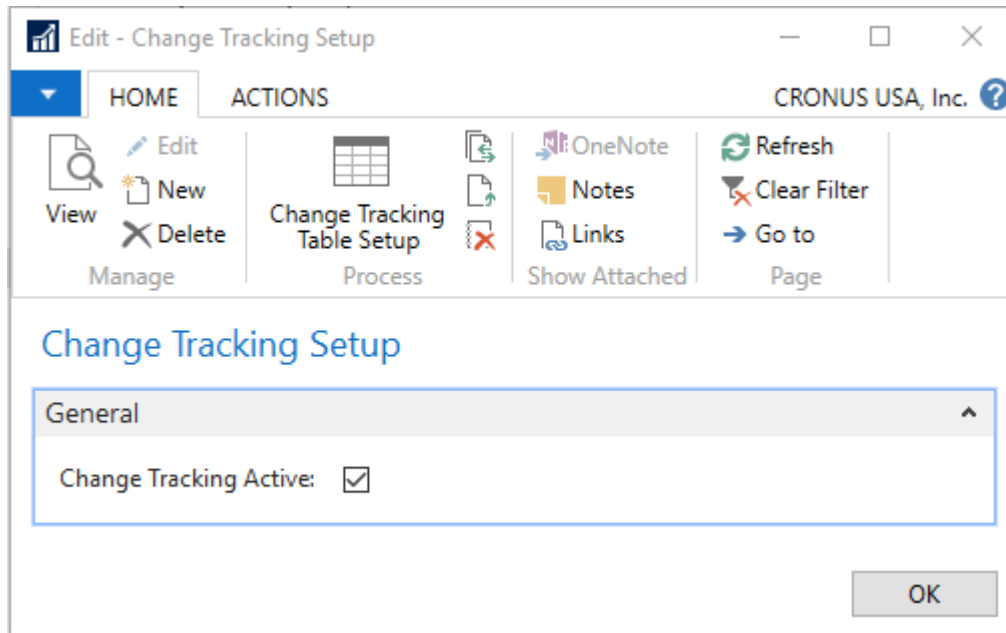 Edit - Change Tracking Setup
HOME ACTIONS CRONUS USA, Inc. ?
View
Edit
New
Delete
Manage
Change Tracking
Table Setup
Process
OneNote
Notes
Links
Show Attached
Refresh
Clear Filter
Go to
Page
Change Tracking Setup
General
Change Tracking Active:
OK